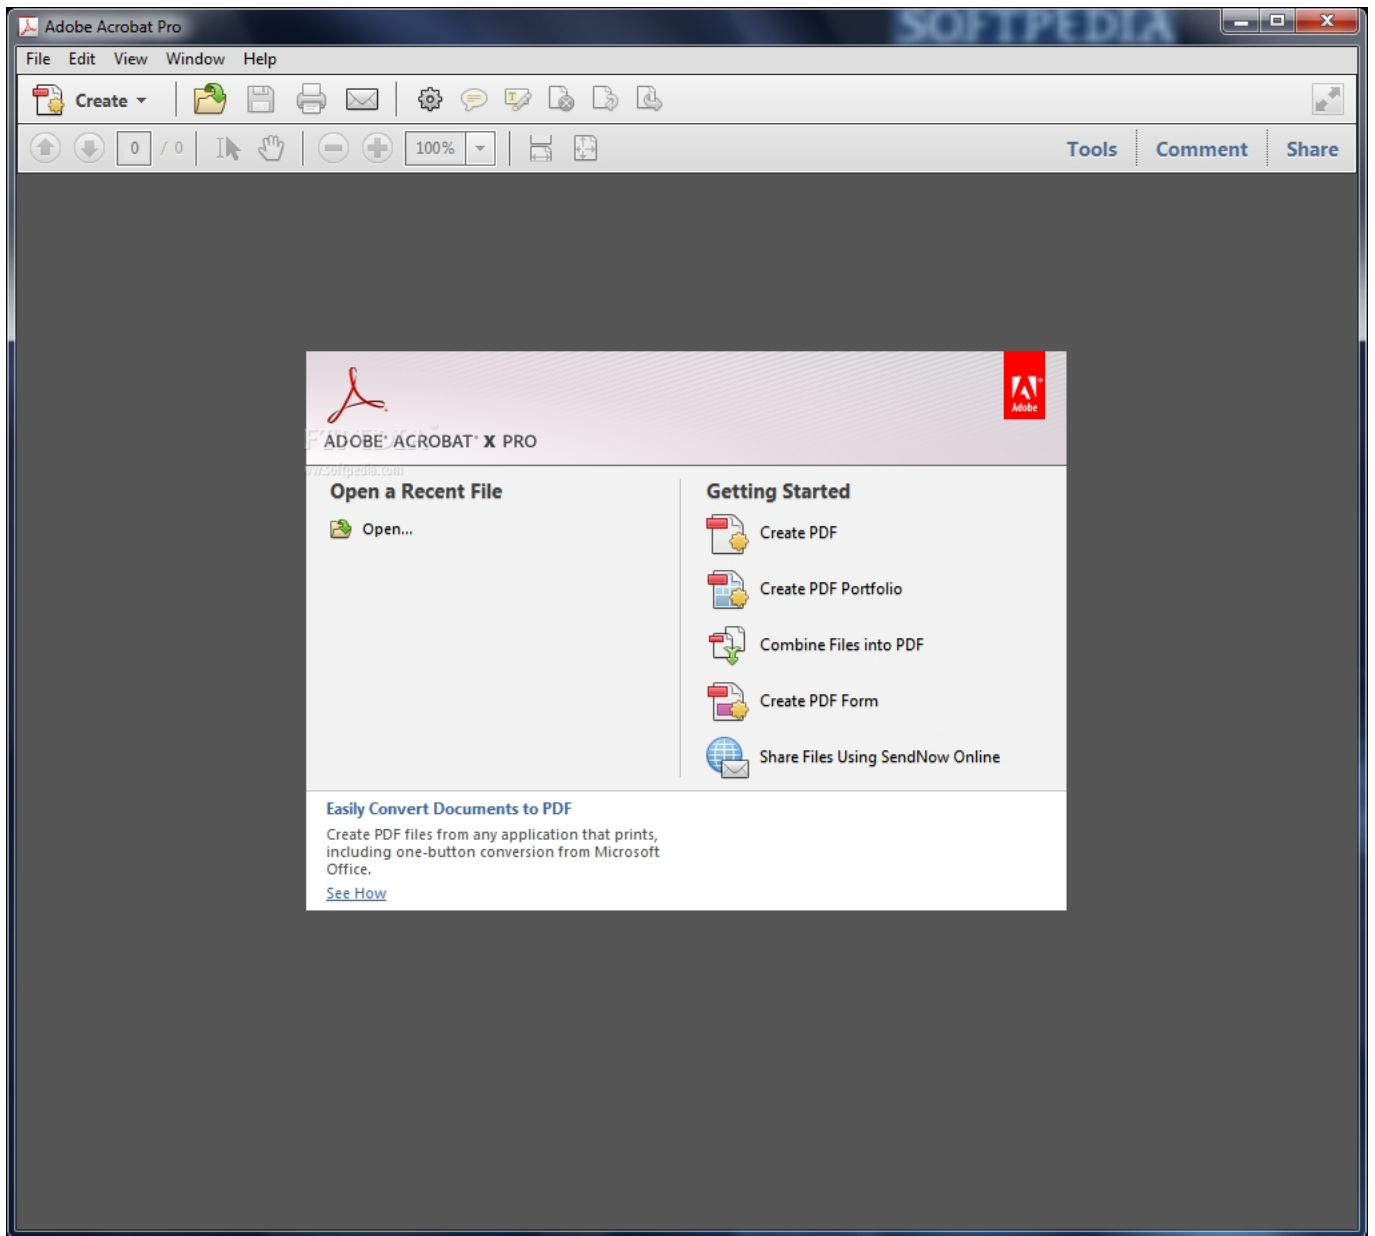 Adobe Acrobat Pro
SOFTPEDIA
File Edit View Window Help
Create
0 / 0 100% Tools Comment Share
Adobe
ADOBE® ACROBAT® X PRO
www.softpedia.com
Open a Recent File
Open...
Getting Started
Create PDF
Create PDF Portfolio
Combine Files into PDF
Create PDF Form
Share Files Using SendNow Online
Easily Convert Documents to PDF
Create PDF files from any application that prints,
including one-button conversion from Microsoft
Office.
See How